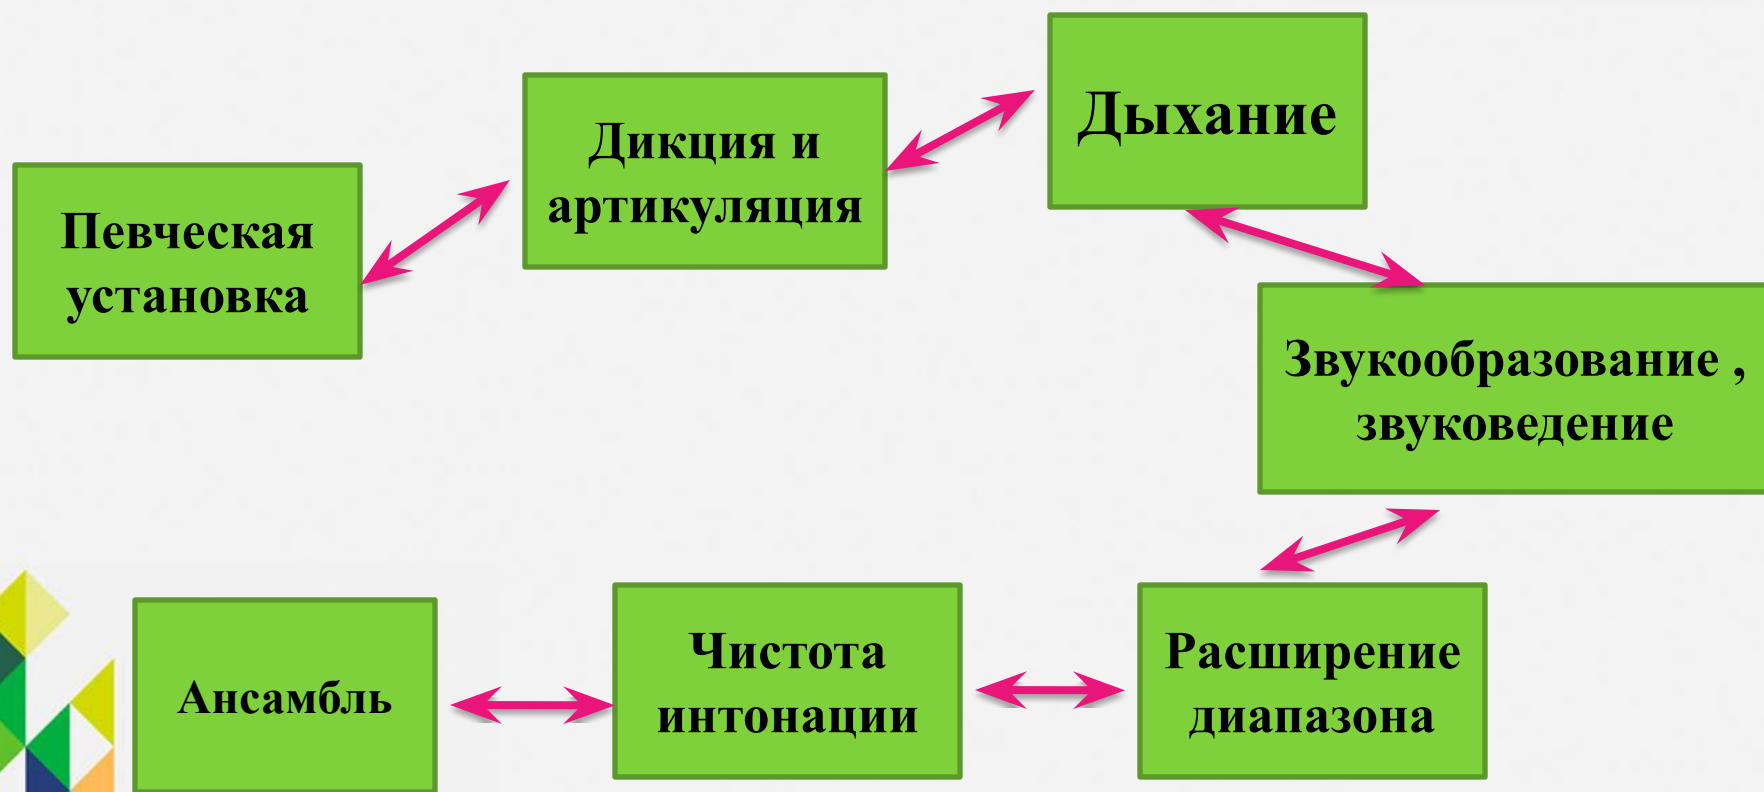 Певческая
установка
Дикция и
артикуляция
Дыхание
Звукообразование ,
звуковедение
Расширение
диапазона
Чистота
интонации
Ансамбль